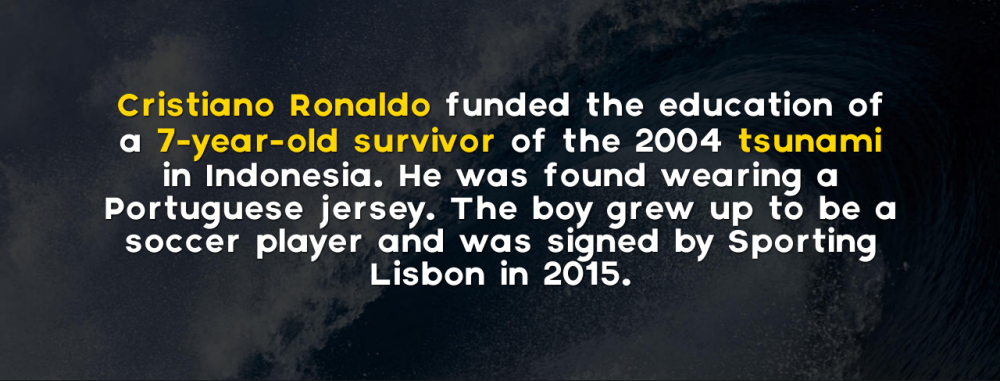 Cristiano Ronaldo funded the education of
a 7-year-old survivor of the 2004 tsunami
in Indonesia. He was found wearing a
Portuguese jersey. The boy grew up to be a
soccer player and was signed by Sporting
Lisbon in 2015.